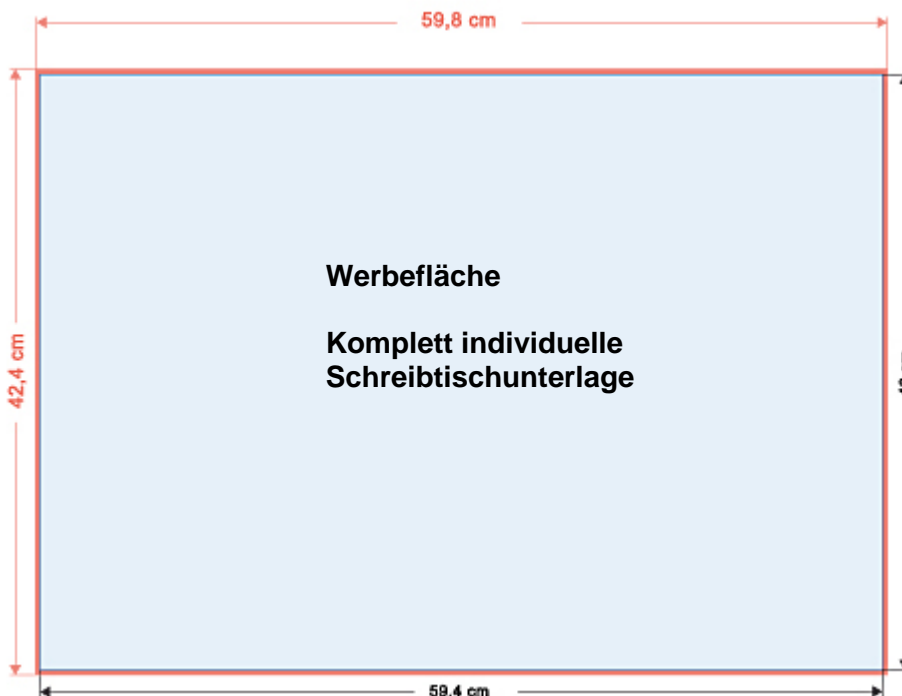 59,8 cm
42,4 cm
Werbefläche
Komplett individuelle
Schreibtischunterlage
59,4 cm